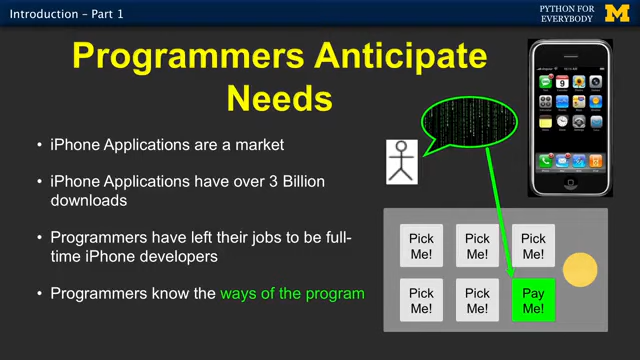 Introduction – Part 1
PYTHON FOR
EVERYBODY
M
Programmers Anticipate
Needs
• iPhone Applications are a market
• iPhone Applications have over 3 Billion
downloads
• Programmers have left their jobs to be full-
time iPhone developers
• Programmers know the ways of the program
Pick
Me!
Pick
Me!
Pick
Me!
Pick
Me!
Pick
Me!
Pay
Me!